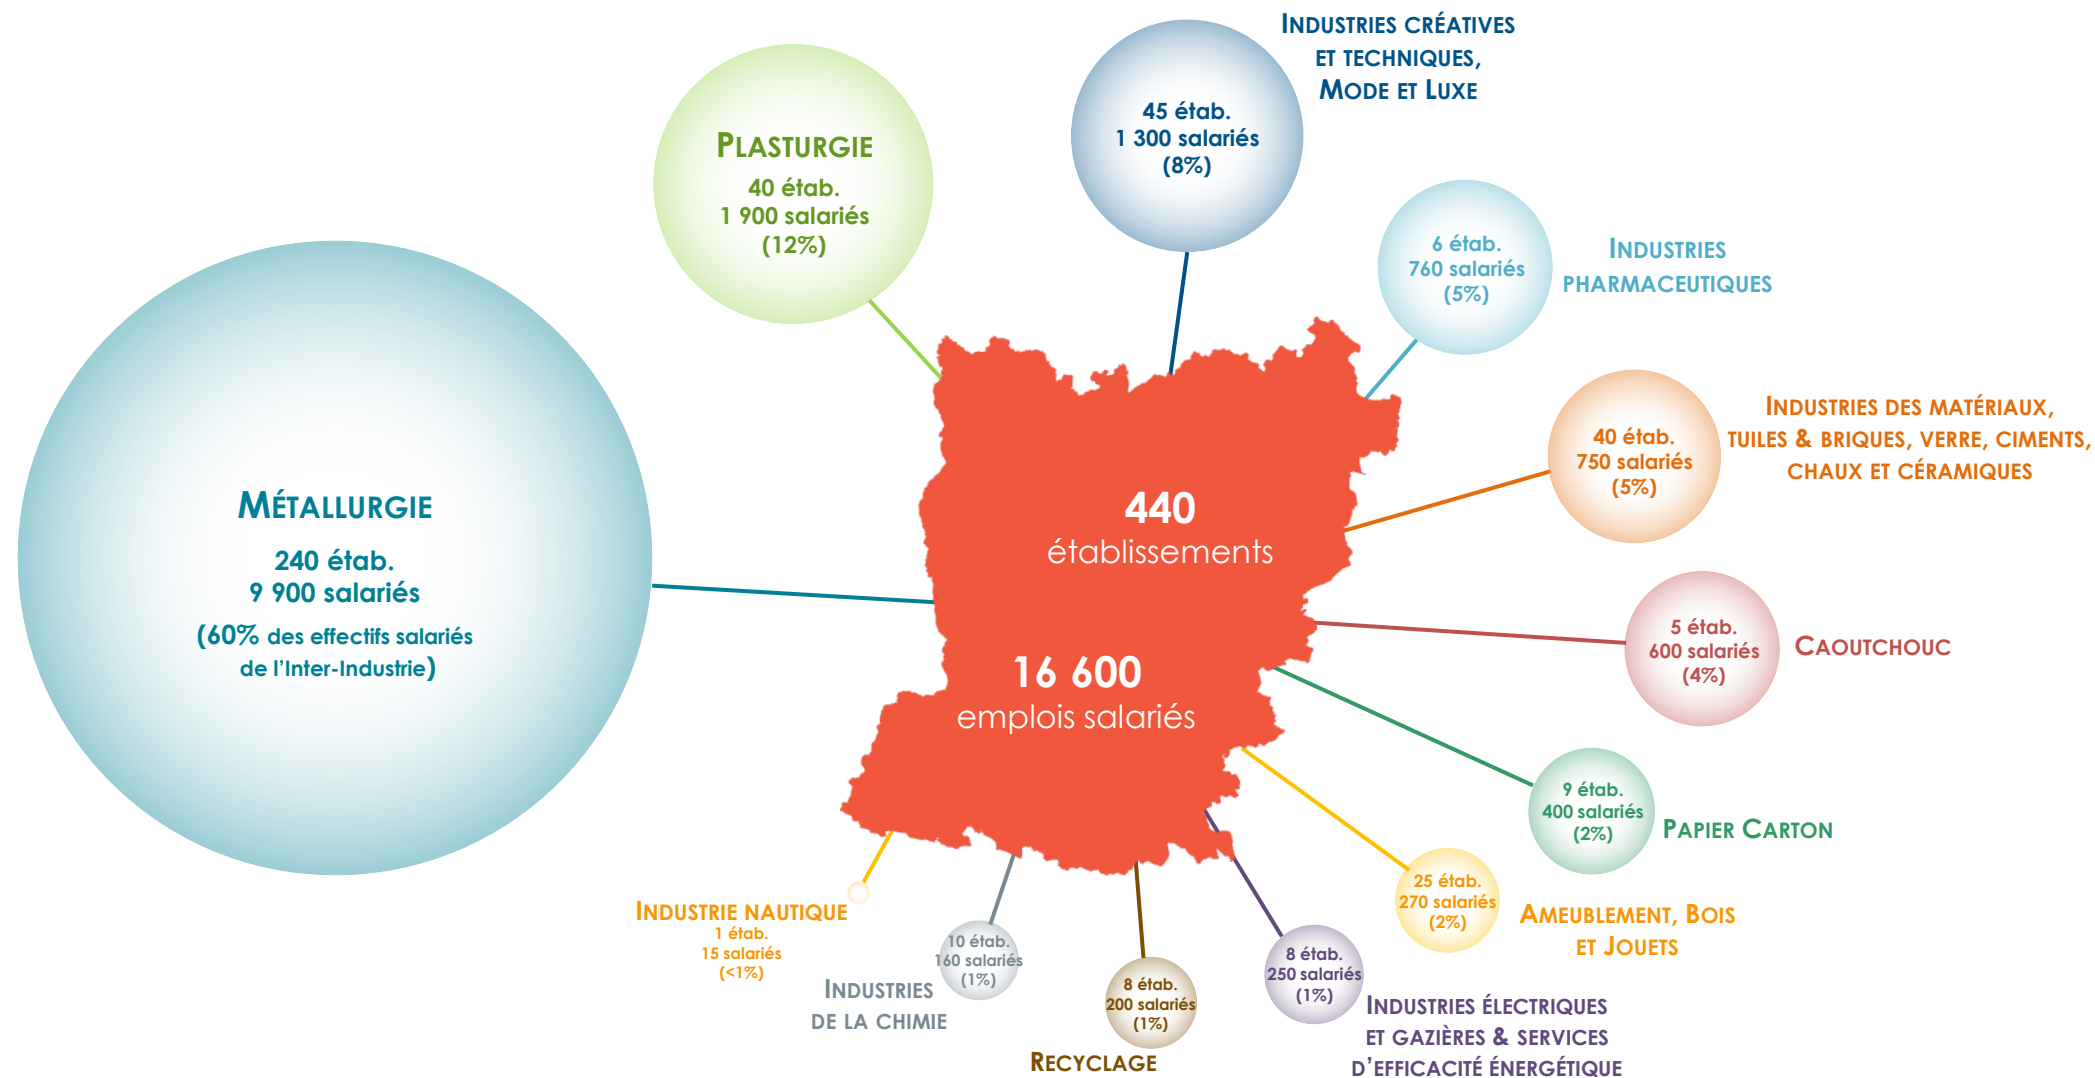 INDUSTRIES CRÉATIVES
ET TECHNIQUES,
MODE ET LUXE
45 étab.
1 300 salariés
(8%)
PLASTURGIE
40 étab.
1 900 salariés
(12%)
6 étab.
760 salariés
(5%)
INDUSTRIES
PHARMACEUTIQUES
INDUSTRIES DES MATÉRIAUX,
TUILES & BRIQUES, VERRE, CIMENTS,
CHAUX ET CÉRAMIQUES
40 étab.
750 salariés
(5%)
MÉTALLURGIE
240 étab.
9 900 salariés
(60% des effectifs salariés
de l'Inter-Industrie)
440
établissements
16 600
emplois salariés
5 étab.
600 salariés
(4%)
CAOUTCHOUC
9 étab.
400 salariés
(2%)
PAPIER CARTON
25 étab.
270 salariés
(2%)
AMEUBLEMENT, BOIS
ET JOUETS
INDUSTRIE NAUTIQUE
1 étab.
15 salariés
(<1%)
10 étab.
160 salariés
(1%)
INDUSTRIES
DE LA CHIMIE
8 étab.
200 salariés
(1%)
RECYCLAGE
8 étab.
250 salariés
(1%)
INDUSTRIES ÉLECTRIQUES
ET GAZIÈRES & SERVICES
D'EFFICACITÉ ÉNERGÉTIQUE